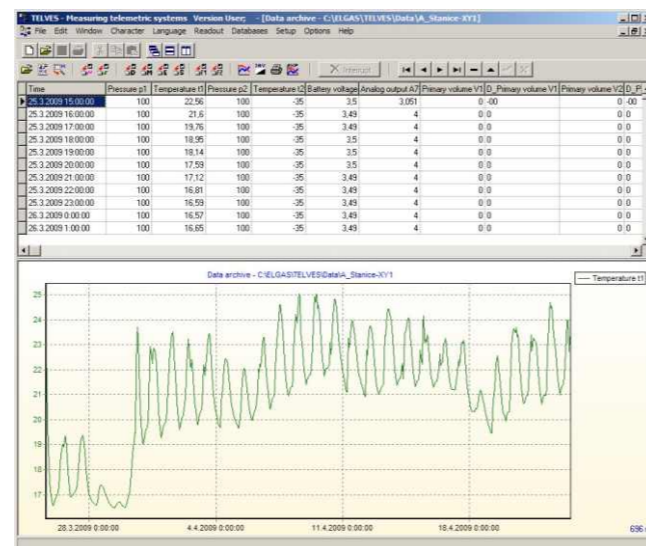 TELVES - Measuring telemetric systems Version User; - [Data archive - C:\ELGAS\TELVES\Data\A_Stanice-XY1]
File Edit Window Character Language Readout Databases Setup Options Help
Interrupt
Time Pressure p1 Temperature t1 Pressure p2 Temperature t2 Battery voltage Analog output A7 Primary volume V1 D_Primary volume V1 Primary volume V2 D_P
25.3.2009 15:00:00 100 22,56 100 -35 3,5 3,051 0 -00 0 -00
25.3.2009 16:00:00 100 21,6 100 -35 3,49 4 0 0 0 0
25.3.2009 17:00:00 100 19,76 100 -35 3,49 4 0 0 0 0
25.3.2009 18:00:00 100 18,95 100 -35 3,5 4 0 0 0 0
25.3.2009 19:00:00 100 18,14 100 -35 3,5 4 0 0 0 0
25.3.2009 20:00:00 100 17,59 100 -35 3,5 4 0 0 0 0
25.3.2009 21:00:00 100 17,12 100 -35 3,49 4 0 0 0 0
25.3.2009 22:00:00 100 16,81 100 -35 3,49 4 0 0 0 0
25.3.2009 23:00:00 100 16,59 100 -35 3,49 4 0 0 0 0
26.3.2009 0:00:00 100 16,57 100 -35 3,49 4 0 0 0 0
26.3.2009 1:00:00 100 16,65 100 -35 3,49 4 0 0 0 0
Data archive - C:\ELGAS\TELVES\Data\A_Stanice-XY1
Temperature t1
25
24
23
22
21
20
19
18
17
28.3.2009 0:00:00 4.4.2009 0:00:00 11.4.2009 0:00:00 18.4.2009 0:00:00
696